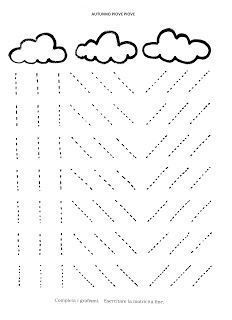 AUTUNNO PIOVE PIOVE
Completa i grafismi. Esercitare la motricità fine.